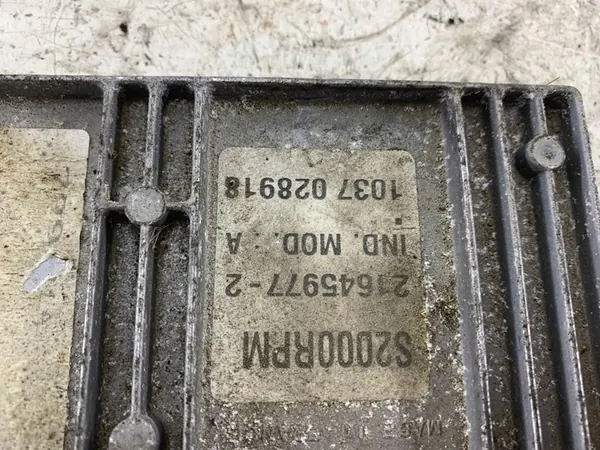 S2000RPM
21645977-2
IND. MOD. : A
1037 028918